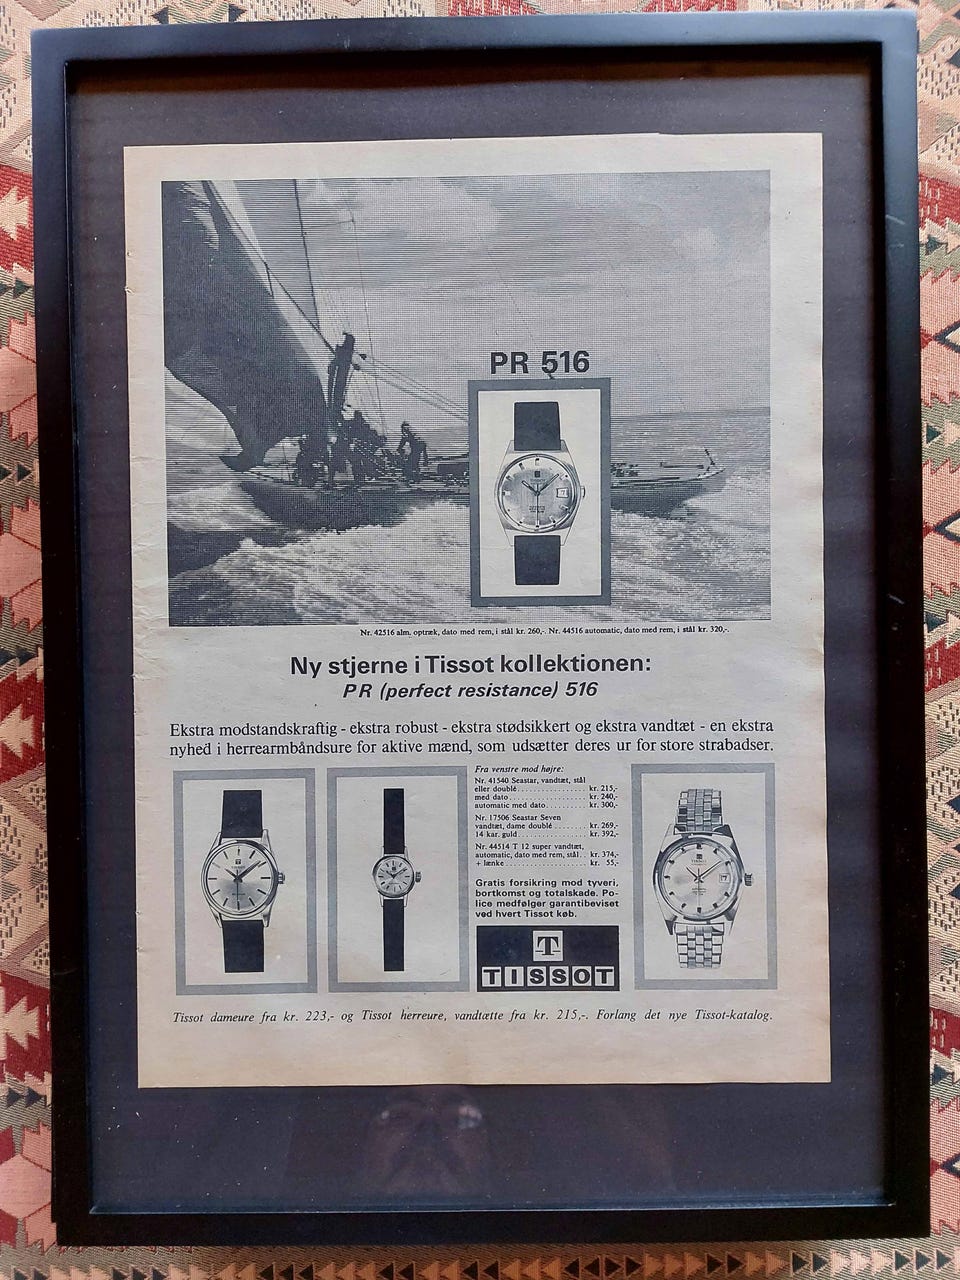 PR 516
Nr. 42516 alm. optræk, dato med rem, i stål kr. 260,-. Nr. 44516 automatic, dato med rem, i stål kr. 320,-.
Ny stjerne i Tissot kollektionen:
PR (perfect resistance) 516
Ekstra modstandskraftig - ekstra robust - ekstra stødsikkert og ekstra vandtæt - en ekstra
nyhed i herrearmbåndsure for aktive mænd, som udsætter deres ur for store strabadser.
Fra venstre mod højre:
Nr. 41540 Seastar, vandtæt, stål
eller doublé................ kr. 215,-
med dato.................. kr. 240,-
automatic med dato.......... kr. 300,-
Nr. 17506 Seastar Seven
vandtæt, dame doublé........ kr. 269,-
14 kar. guld................ kr. 392,-
Nr. 44514 T 12 super vandtæt,
automatic, dato med rem, stål.. kr. 374,-
+ lænke.................... kr. 55,-
Gratis forsikring mod tyveri,
bortkomst og totalskade. Po-
lice medfølger garantibeviset
ved hvert Tissot køb.
T
TISSOT
Tissot dameure fra kr. 223,- og Tissot herreure, vandtætte fra kr. 215,-. Forlang det nye Tissot-katalog.